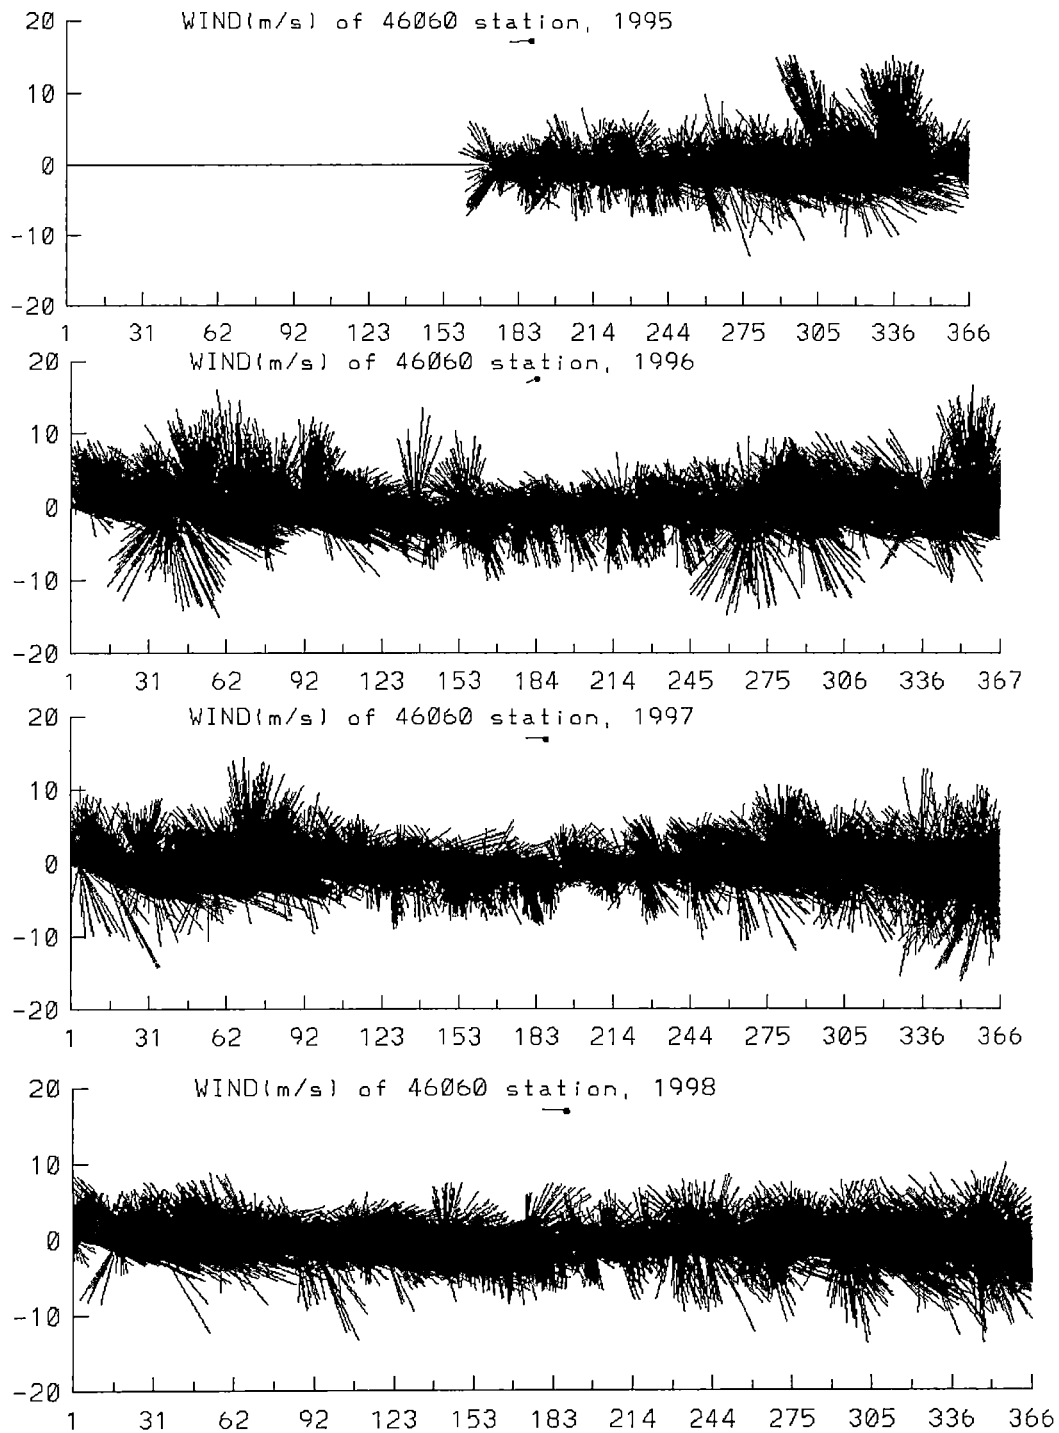 WIND(m/s) of 46060 station, 1995
20
10
0
-10
-20
1 31 62 92 123 153 183 214 244 275 305 336 366
WIND(m/s) of 46060 station, 1996
20
10
0
-10
-20
1 31 62 92 123 153 184 214 245 275 306 336 367
WIND(m/s) of 46060 station, 1997
20
10
0
-10
-20
1 31 62 92 123 153 183 214 244 275 305 336 366
WIND(m/s) of 46060 station, 1998
20
10
0
-10
-20
1 31 62 92 123 153 183 214 244 275 305 336 366